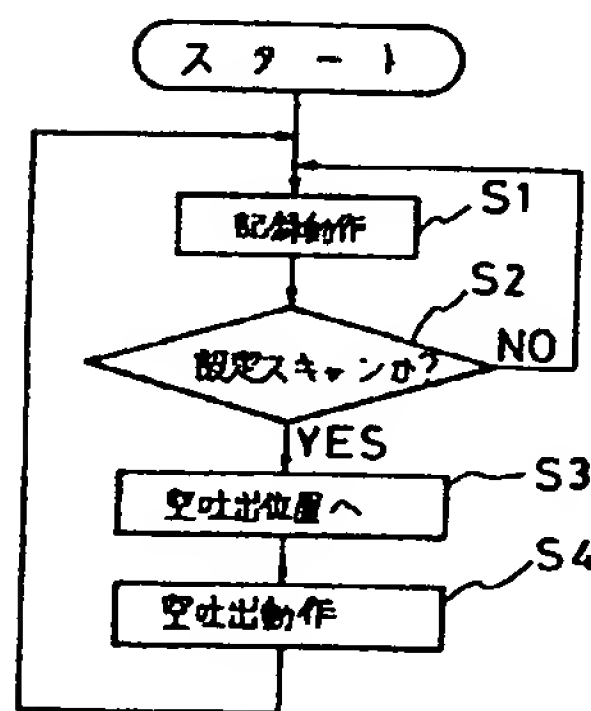 スタート
S1
記録動作
S2
設定スキャンか?
NO
YES
S3
空吐出位置へ
S4
空吐出動作